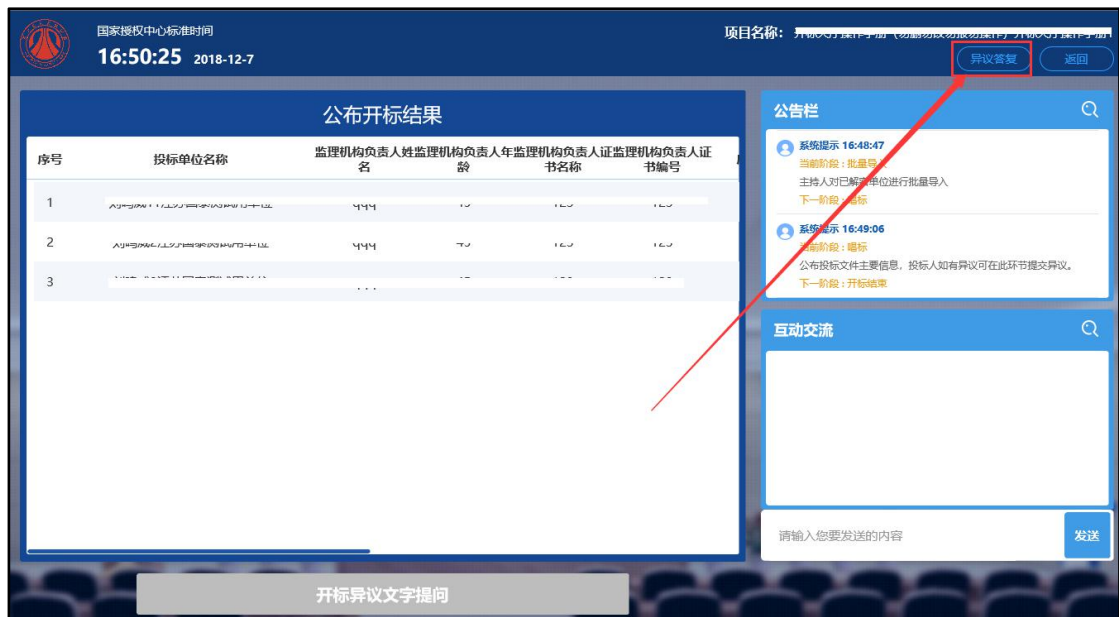 国家授权中心标准时间
16:50:25 2018-12-7
项目名称：
异议答复
返回
公布开标结果
序号
投标单位名称
监理机构负责人姓名
监理机构负责人年龄
监理机构负责人证书名称
监理机构负责人证书编号
1
2
3
公告栏
系统提示 16:48:47
当前阶段：批量导入
主持人对已解密单位进行批量导入
下一阶段：唱标
系统提示 16:49:06
当前阶段：唱标
公布投标文件主要信息，投标人如有异议可在此环节提交异议。
下一阶段：开标结果
互动交流
请输入您要发送的内容
发送
开标异议文字提问